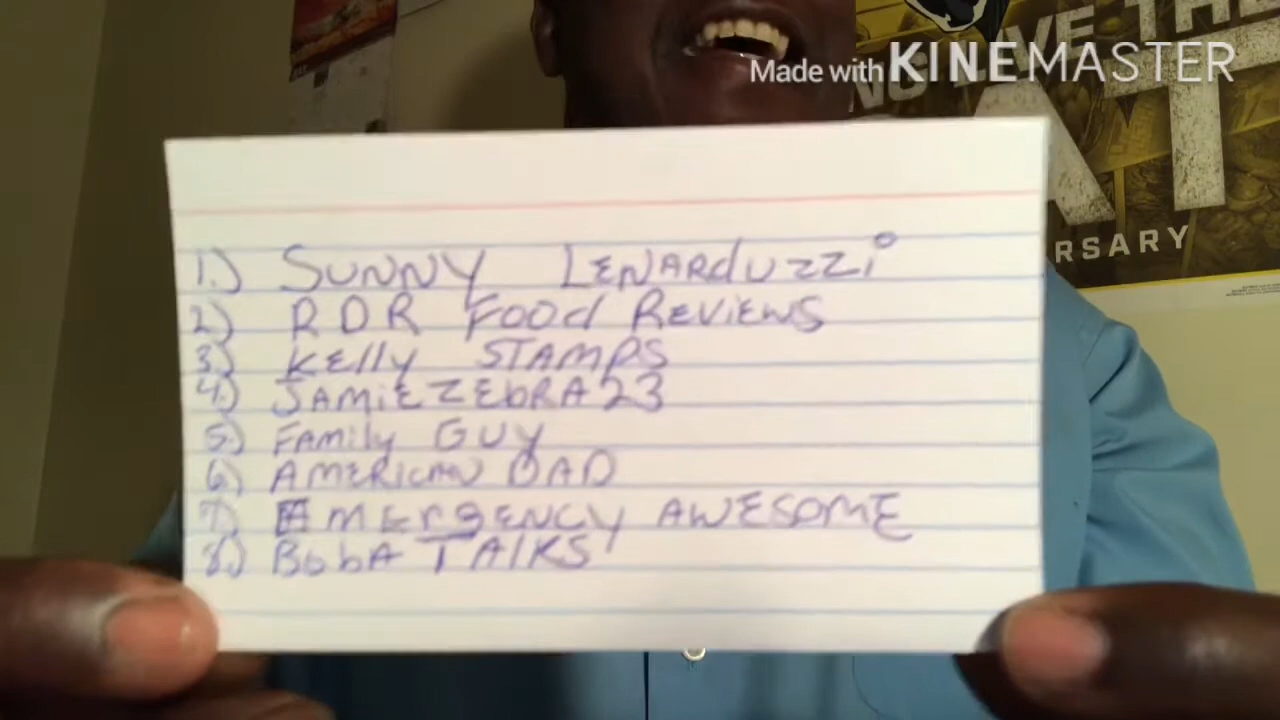 Made with KINEMASTER
RSARY
1.) SUNNY LENARdUZZi
2.) RDR FOOd REViEWS
3.) KElly STAMPS
4.) JAMiEZEbRA23
5.) FAMily GUY
6.) AMERICAN DAD
7.) EMErgENCY AWESOME
8.) BobA TAlKS